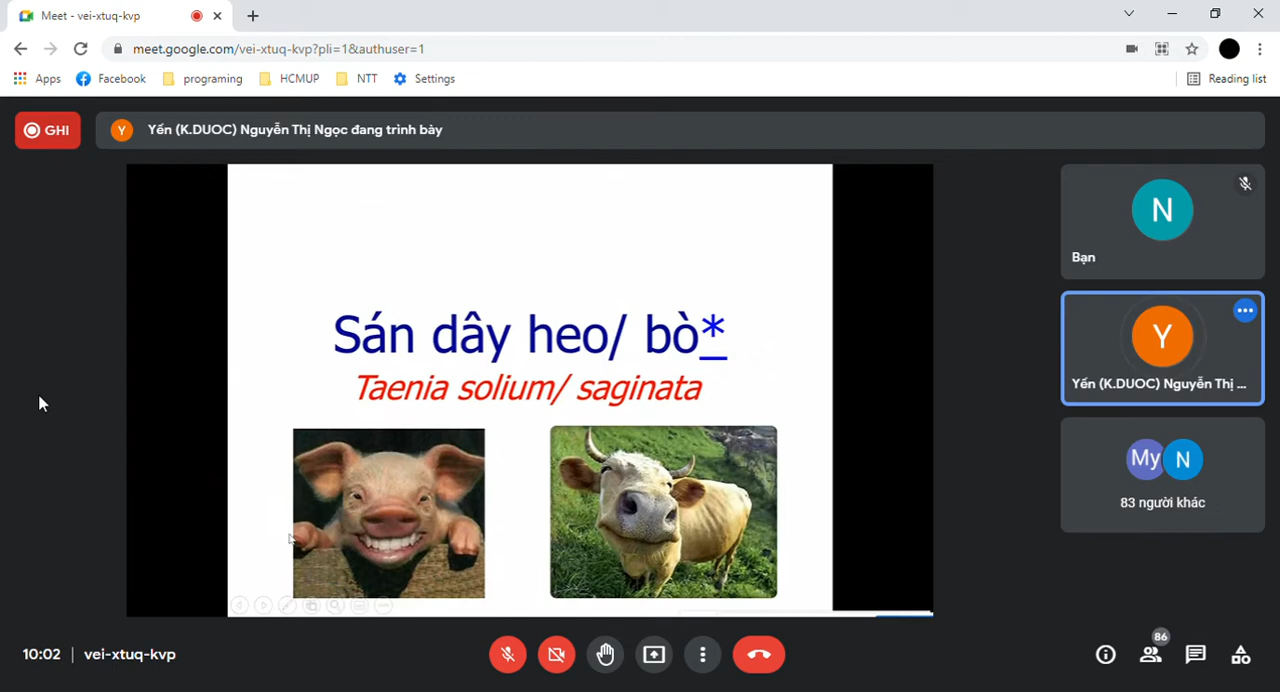 Meet - vei-xtuq-kvp
meet.google.com/vei-xtuq-kvp?pli=1&authuser=1
Apps Facebook programing HCMUP NTT Settings Reading list
GHI
Y Yến (K.DUOC) Nguyễn Thị Ngọc đang trình bày
N
Bạn
Y
Yến (K.DUOC) Nguyễn Thị ...
My N
83 người khác
Sán dây heo/ bò*
Taenia solium/ saginata
10:02 | vei-xtuq-kvp
86